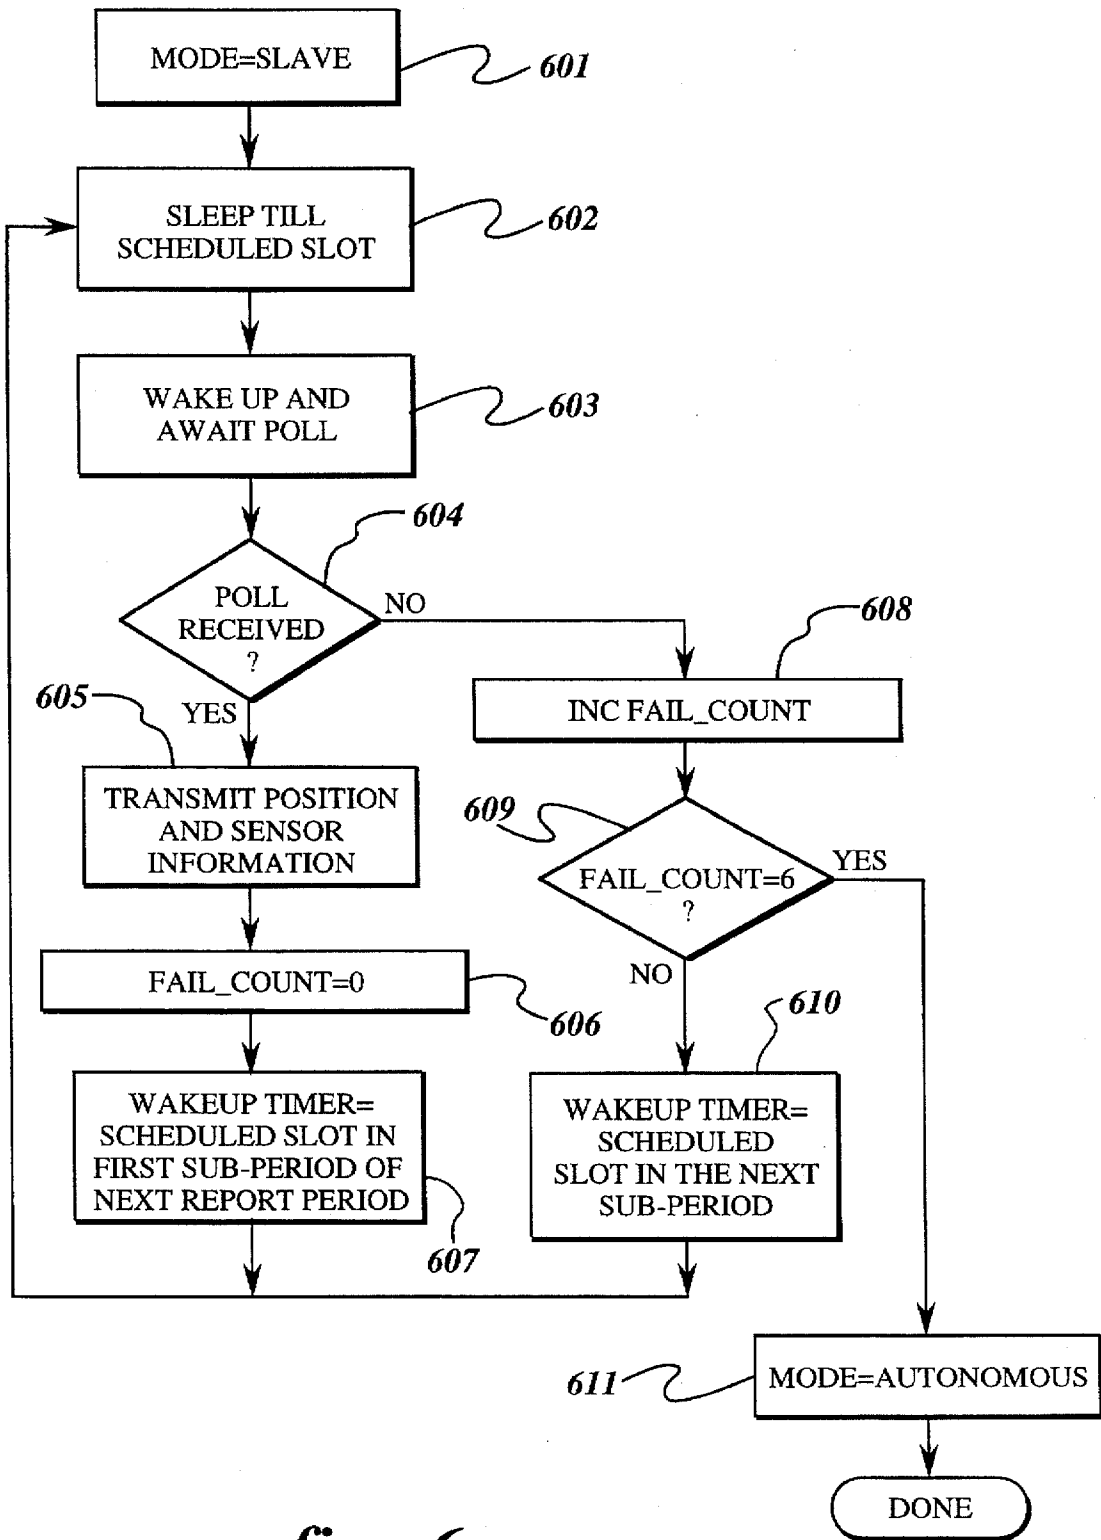 MODE=SLAVE
601
SLEEP TILL
SCHEDULED SLOT
602
WAKE UP AND
AWAIT POLL
603
604
POLL
RECEIVED
?
NO
YES
605
TRANSMIT POSITION
AND SENSOR
INFORMATION
FAIL_COUNT=0
606
WAKEUP TIMER=
SCHEDULED SLOT IN
FIRST SUB-PERIOD OF
NEXT REPORT PERIOD
607
608
INC FAIL_COUNT
609
FAIL_COUNT=6
?
YES
NO
610
WAKEUP TIMER=
SCHEDULED
SLOT IN THE NEXT
SUB-PERIOD
611
MODE=AUTONOMOUS
DONE